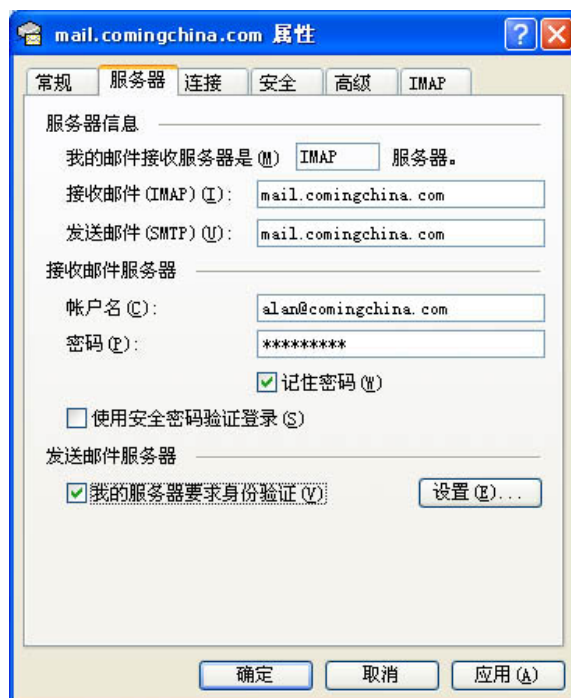 mail.comingchina.com 属性
常规 服务器 连接 安全 高级 IMAP
服务器信息
我的邮件接收服务器是(M) IMAP 服务器。
接收邮件(IMAP)(I): mail.comingchina.com
发送邮件(SMTP)(U): mail.comingchina.com
接收邮件服务器
帐户名(C): alan@comingchina.com
密码(P): *********
记住密码(W)
使用安全密码验证登录(S)
发送邮件服务器
我的服务器要求身份验证(V) 设置(E)...
确定 取消 应用(A)